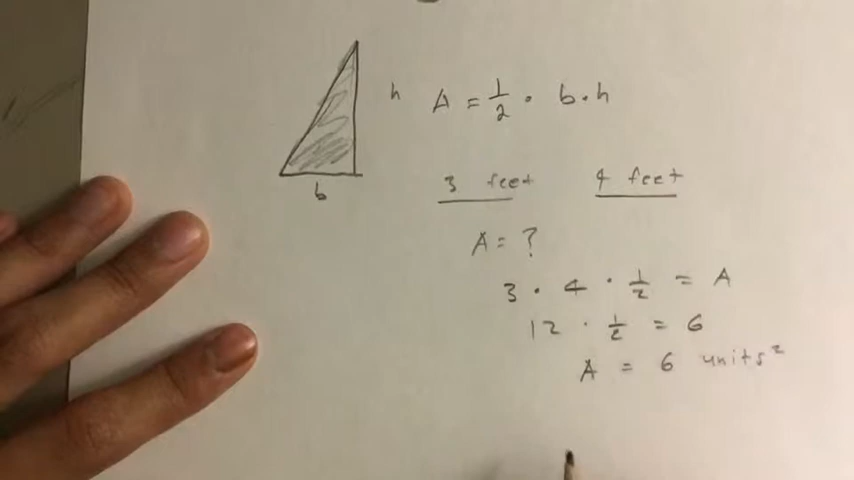 h A = 1/2 · b·h
b
3 feet 4 feet
A = ?
3 · 4 · 1/2 = A
12 · 1/2 = 6
A = 6 units²